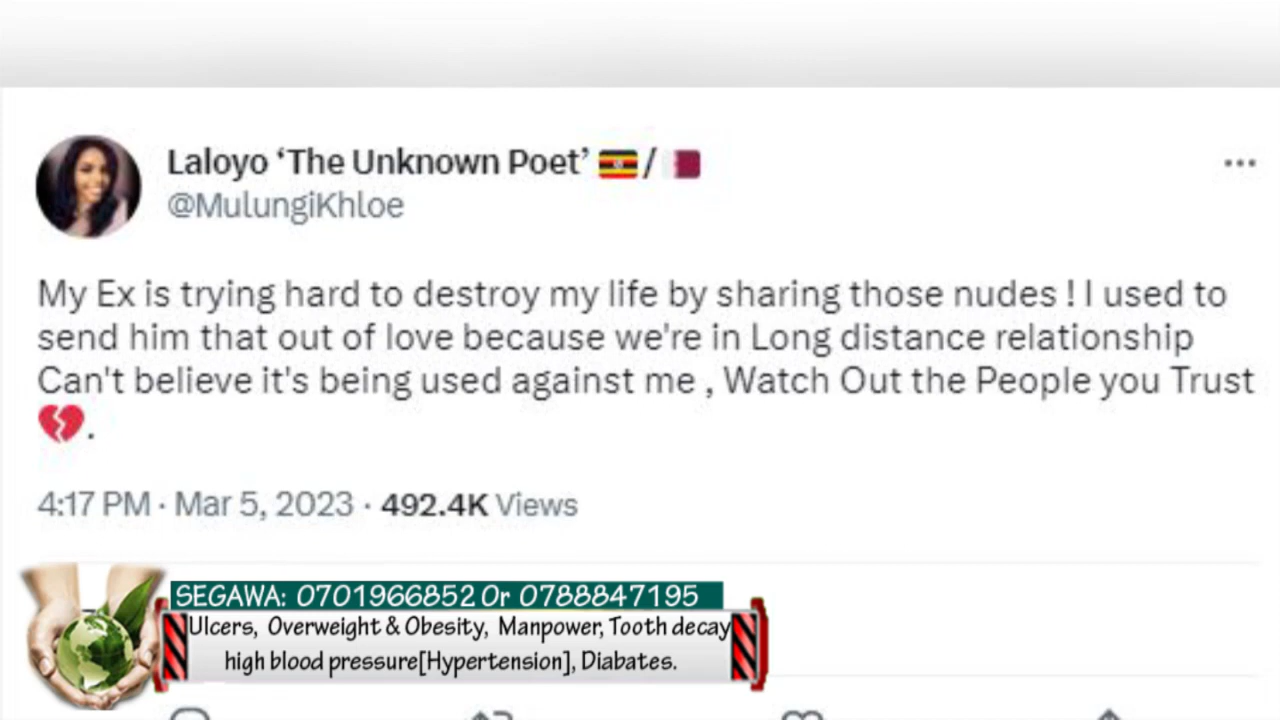 Laloyo ‘The Unknown Poet’ 🇺🇬/🇶🇦
@MulungiKhloe
My Ex is trying hard to destroy my life by sharing those nudes ! I used to
send him that out of love because we're in Long distance relationship
Can't believe it's being used against me , Watch Out the People you Trust
💔.
4:17 PM · Mar 5, 2023 · 492.4K Views
SEGAWA: 0701966852 Or 0788847195
Ulcers, Overweight & Obesity, Manpower, Tooth decay
high blood pressure[Hypertension], Diabates.